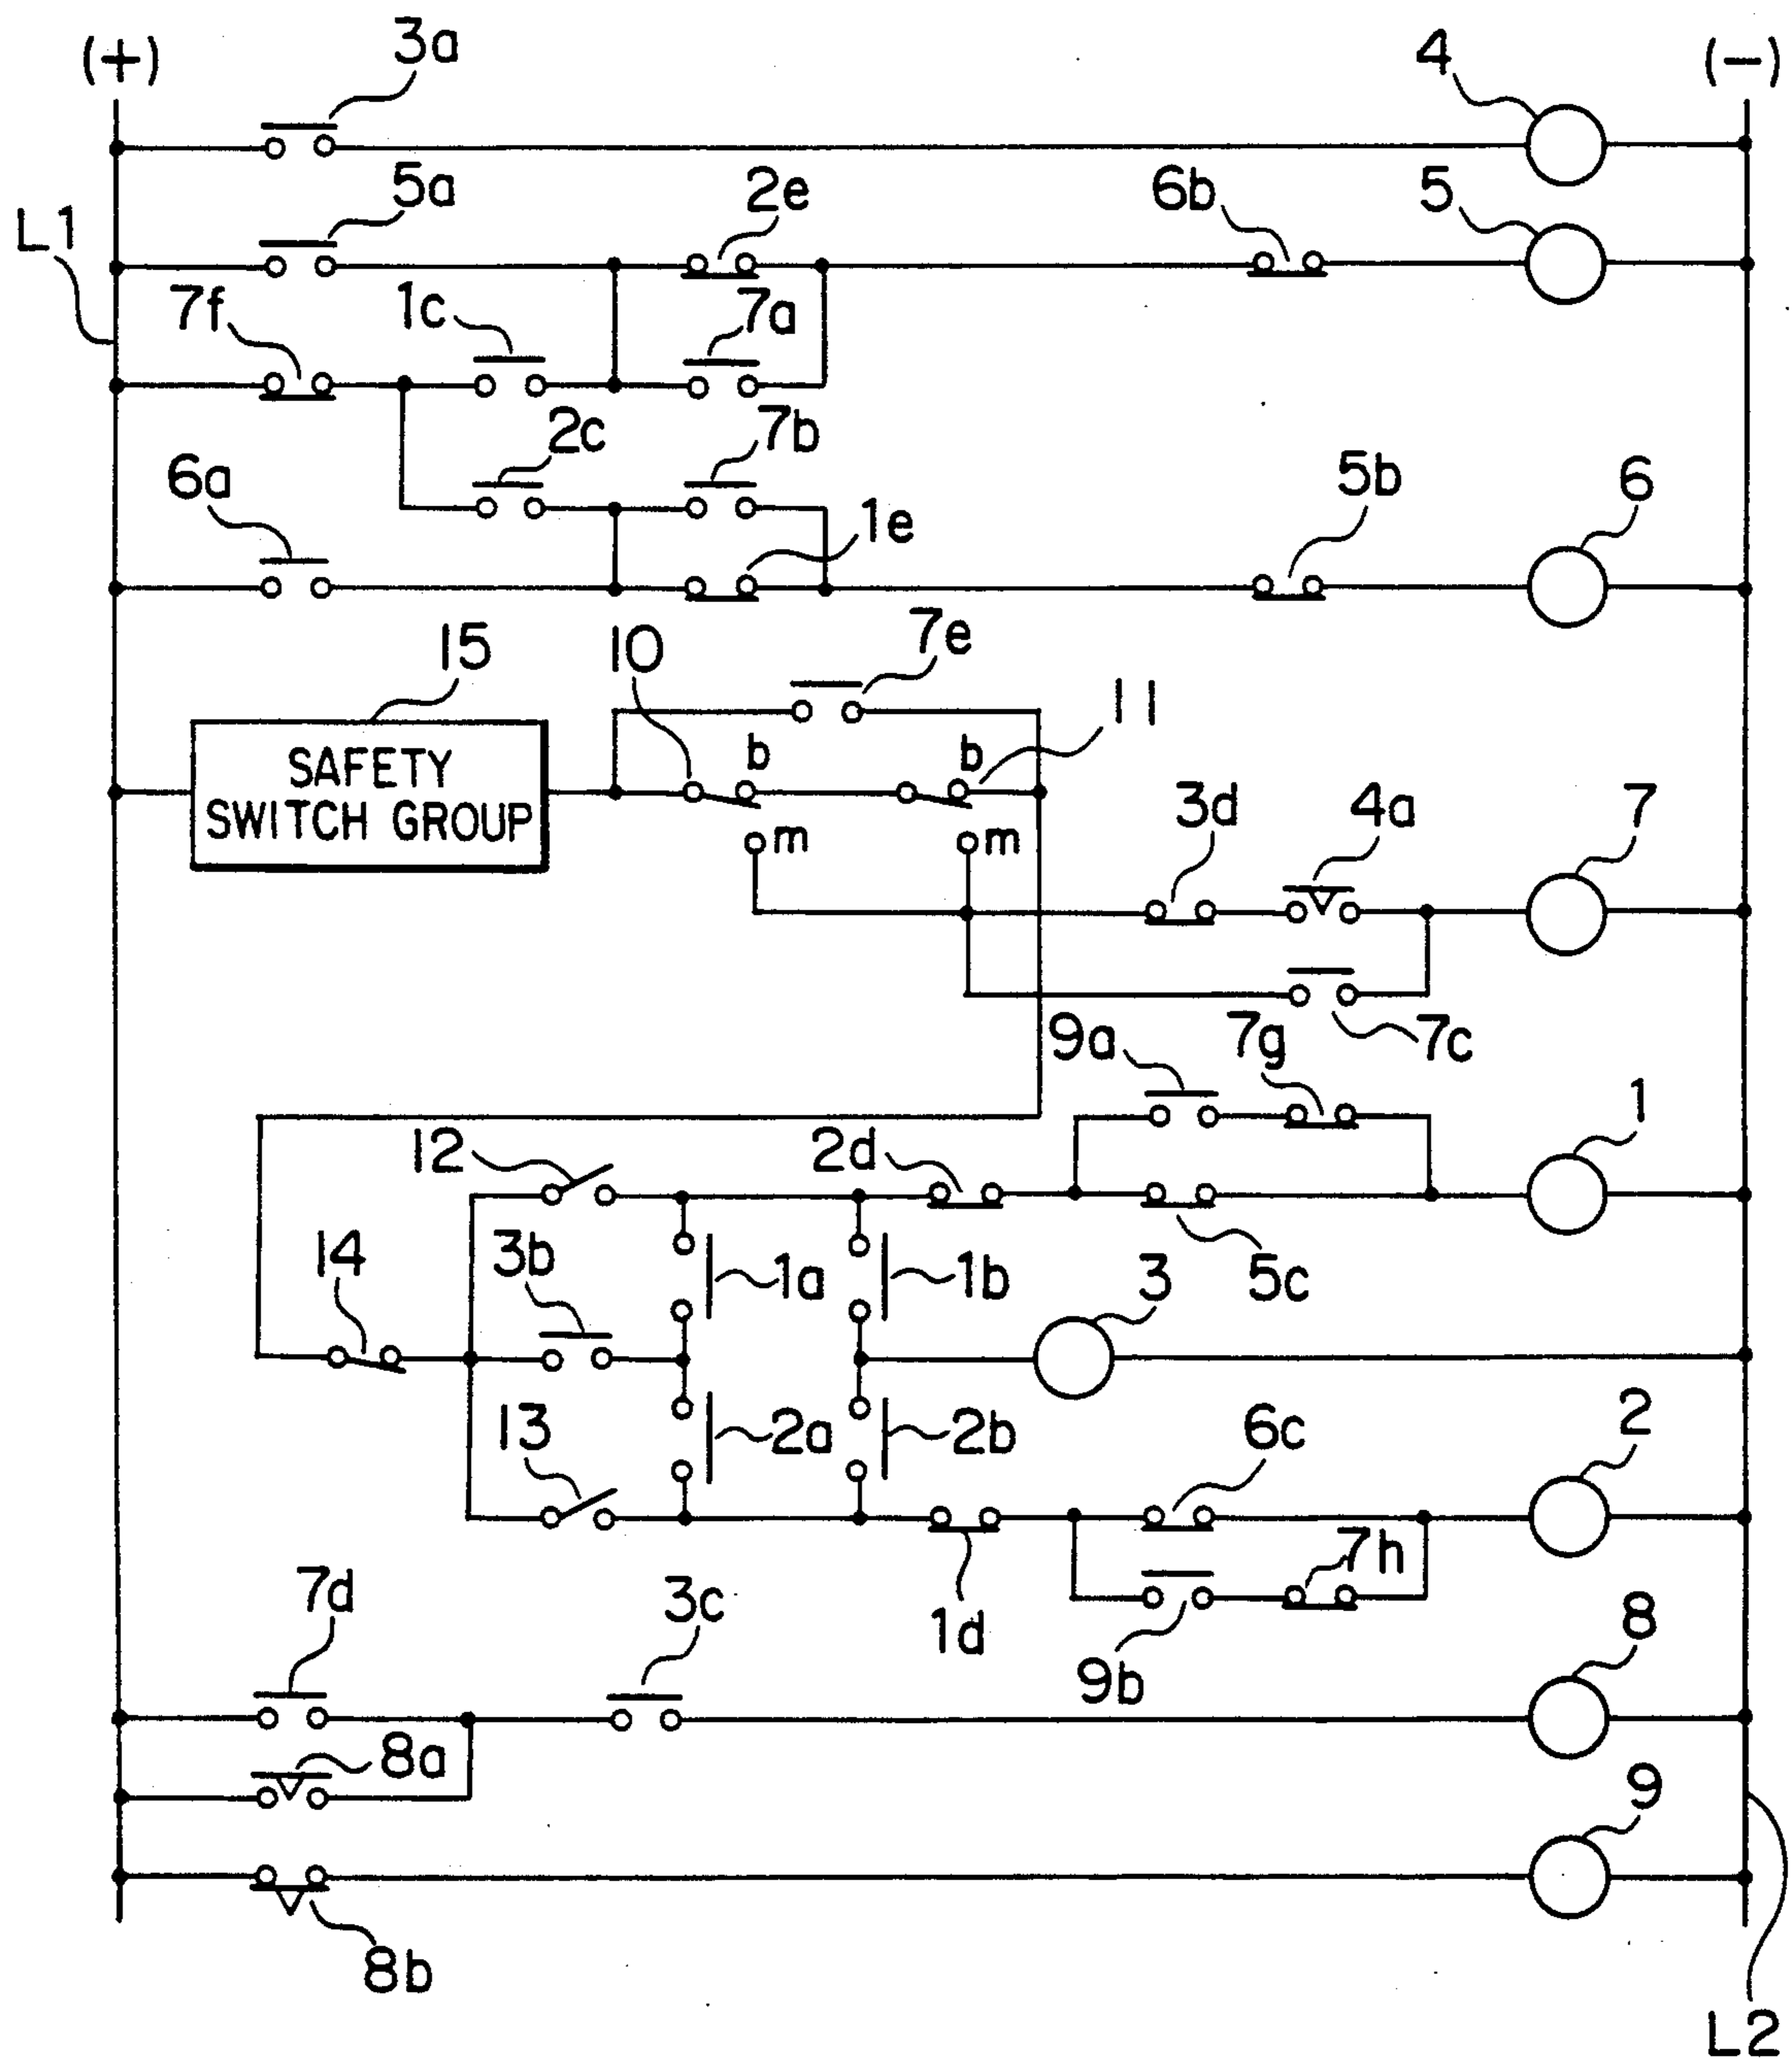 (+) 3a 4 (-)
L1 5a 2e 6b 5
7f 1c 7a
6a 2c 7b 5b 6
1e
15 10 7e 11
SAFETY
SWITCH GROUP
b b
m m 3d 4a 7
9a 7g 7c
12 2d 1
14 3b 1a 1b 3 5c
13 2a 2b 6c 2
7d 3c 1d 7h
9b 8
8a 9
8b
L2